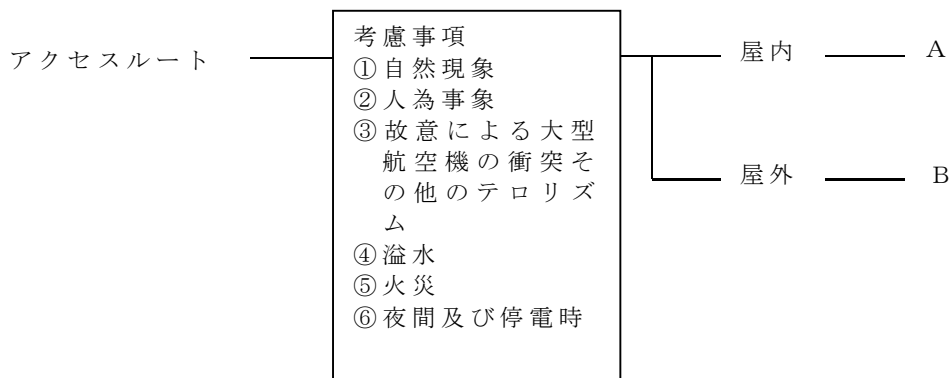 アクセスルート
考慮事項
①自然現象
②人為事象
③故意による大型
航空機の衝突そ
の他のテロリズ
ム
④溢水
⑤火災
⑥夜間及び停電時
屋内 A
屋外 B